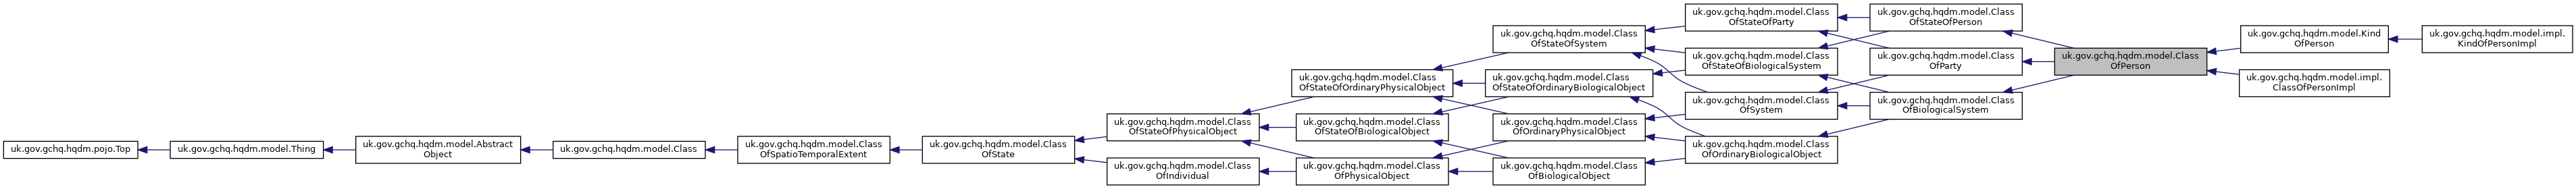 uk.gov.gchq.hqdm.pojo.Top
uk.gov.gchq.hqdm.model.Thing
uk.gov.gchq.hqdm.model.Abstract
Object
uk.gov.gchq.hqdm.model.Class
uk.gov.gchq.hqdm.model.Class
OfSpatioTemporalExtent
uk.gov.gchq.hqdm.model.Class
OfState
uk.gov.gchq.hqdm.model.Class
OfStateOfPhysicalObject
uk.gov.gchq.hqdm.model.Class
OfIndividual
uk.gov.gchq.hqdm.model.Class
OfStateOfOrdinaryPhysicalObject
uk.gov.gchq.hqdm.model.Class
OfStateOfBiologicalObject
uk.gov.gchq.hqdm.model.Class
OfPhysicalObject
uk.gov.gchq.hqdm.model.Class
OfStateOfSystem
uk.gov.gchq.hqdm.model.Class
OfStateOfOrdinaryBiologicalObject
uk.gov.gchq.hqdm.model.Class
OfOrdinaryPhysicalObject
uk.gov.gchq.hqdm.model.Class
OfBiologicalObject
uk.gov.gchq.hqdm.model.Class
OfStateOfParty
uk.gov.gchq.hqdm.model.Class
OfStateOfBiologicalSystem
uk.gov.gchq.hqdm.model.Class
OfSystem
uk.gov.gchq.hqdm.model.Class
OfOrdinaryBiologicalObject
uk.gov.gchq.hqdm.model.Class
OfStateOfPerson
uk.gov.gchq.hqdm.model.Class
OfParty
uk.gov.gchq.hqdm.model.Class
OfBiologicalSystem
uk.gov.gchq.hqdm.model.Class
OfPerson
uk.gov.gchq.hqdm.model.Kind
OfPerson
uk.gov.gchq.hqdm.model.impl.
ClassOfPersonImpl
uk.gov.gchq.hqdm.model.impl.
KindOfPersonImpl